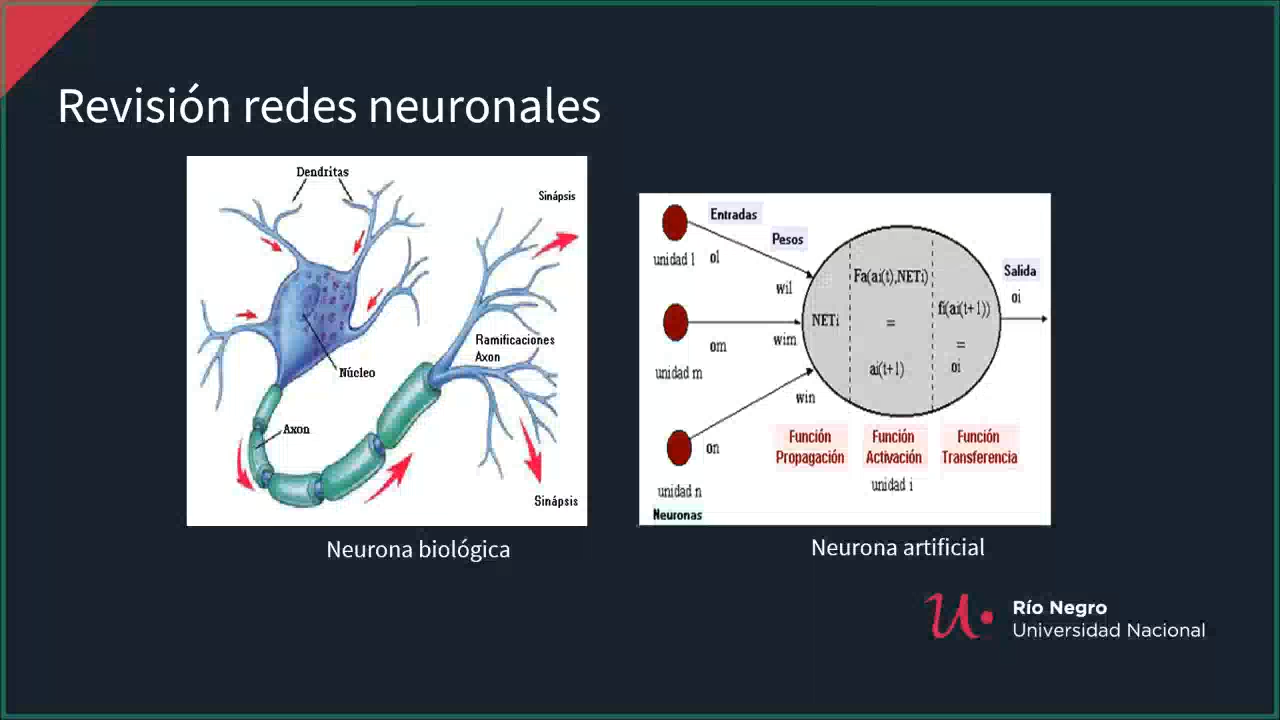 Revisión redes neuronales
Dendritas
Sinápsis
Ramificaciones
Axon
Núcleo
Axon
Sinápsis
Neurona biológica
Entradas
Pesos
unidad l
ol
wil
om
wim
unidad m
win
on
unidad n
Neuronas
NETi
Fa(ai(t),NETi)
=
ai(t+1)
fi(ai(t+1))
=
oi
Salida
oi
Función
Propagación
Función
Activación
unidad i
Función
Transferencia
Neurona artificial
Río Negro
Universidad Nacional